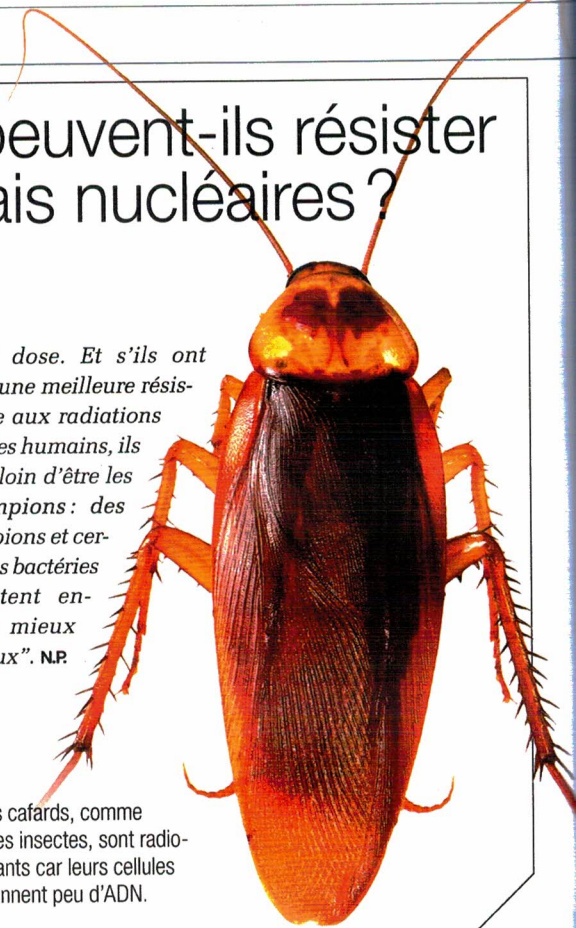 peuvent-ils résister
ais nucléaires ?
dose. Et s’ils ont
une meilleure résis-
e aux radiations
es humains, ils
loin d’être les
mpions : des
pions et cer-
s bactéries
tent en-
mieux
ux”. N.P.
s cafards, comme
es insectes, sont radio-
ants car leurs cellules
nnent peu d’ADN.